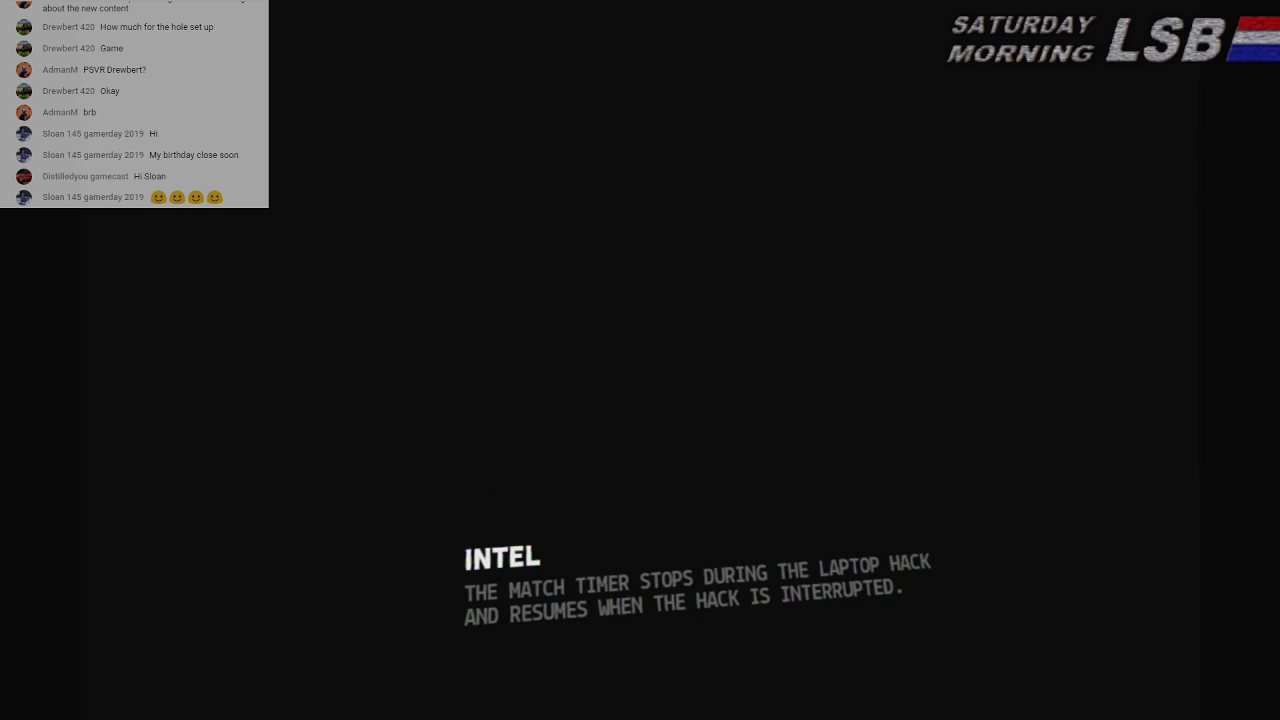 about the new content
Drewbert 420 How much for the hole set up
Drewbert 420 Game
AdmanM PSVR Drewbert?
Drewbert 420 Okay
AdmanM brb
Sloan 145 gamerday 2019 Hi
Sloan 145 gamerday 2019 My birthday close soon
Distilledyou gamecast Hi Sloan
Sloan 145 gamerday 2019
SATURDAY
MORNING LSB
INTEL
THE MATCH TIMER STOPS DURING THE LAPTOP HACK
AND RESUMES WHEN THE HACK IS INTERRUPTED.